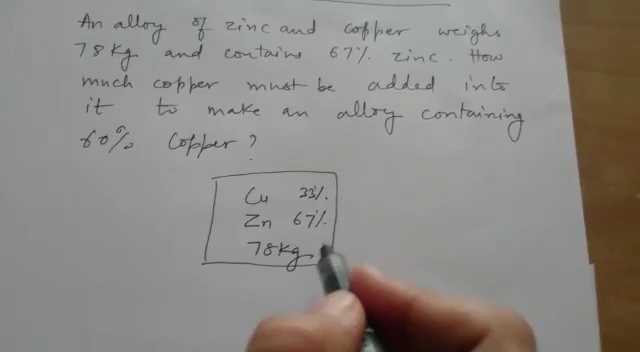 An alloy of zinc and copper weighs
78 kg and contains 67% zinc. How
much copper must be added into
it to make an alloy containing
60% Copper?
Cu 33%.
Zn 67%.
78kg